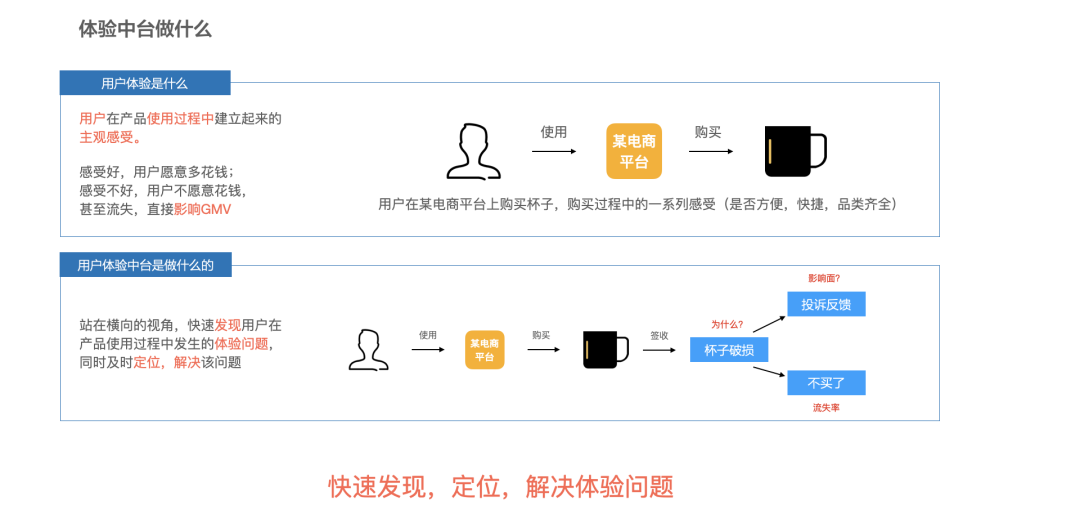 体验中台做什么
用户体验是什么
用户在产品使用过程中建立起来的
主观感受。
感受好，用户愿意多花钱；
感受不好，用户不愿意花钱，
甚至流失，直接影响GMV
使用
某电商
平台
购买
用户在某电商平台上购买杯子，购买过程中的一系列感受（是否方便，快捷，品类齐全）
用户体验中台是做什么的
站在横向的视角，快速发现用户在
产品使用过程中发生的体验问题，
同时及时定位，解决该问题
使用
某电商
平台
购买
签收
为什么?
杯子破损
影响面?
投诉反馈
不买了
流失率
快速发现，定位，解决体验问题